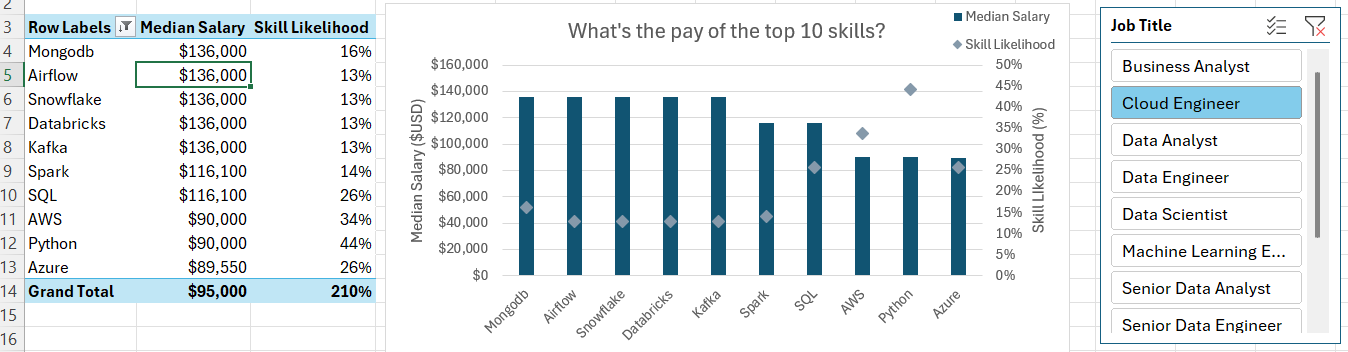 2
3 Row Labels Median Salary Skill Likelihood
4 Mongodb $136,000 16%
5 Airflow $136,000 13%
6 Snowflake $136,000 13%
7 Databricks $136,000 13%
8 Kafka $136,000 13%
9 Spark $116,100 14%
10 SQL $116,100 26%
11 AWS $90,000 34%
12 Python $90,000 44%
13 Azure $89,550 26%
14 Grand Total $95,000 210%
15
16
What's the pay of the top 10 skills?
Median Salary
Skill Likelihood
Median Salary ($USD)
$160,000
$140,000
$120,000
$100,000
$80,000
$60,000
$40,000
$20,000
$0
50%
45%
40%
35%
30%
25%
20%
15%
10%
5%
0%
Skill Likelihood (%)
Mongodb
Airflow
Snowflake
Databricks
Kafka
Spark
SQL
AWS
Python
Azure
Job Title
Business Analyst
Cloud Engineer
Data Analyst
Data Engineer
Data Scientist
Machine Learning E...
Senior Data Analyst
Senior Data Engineer